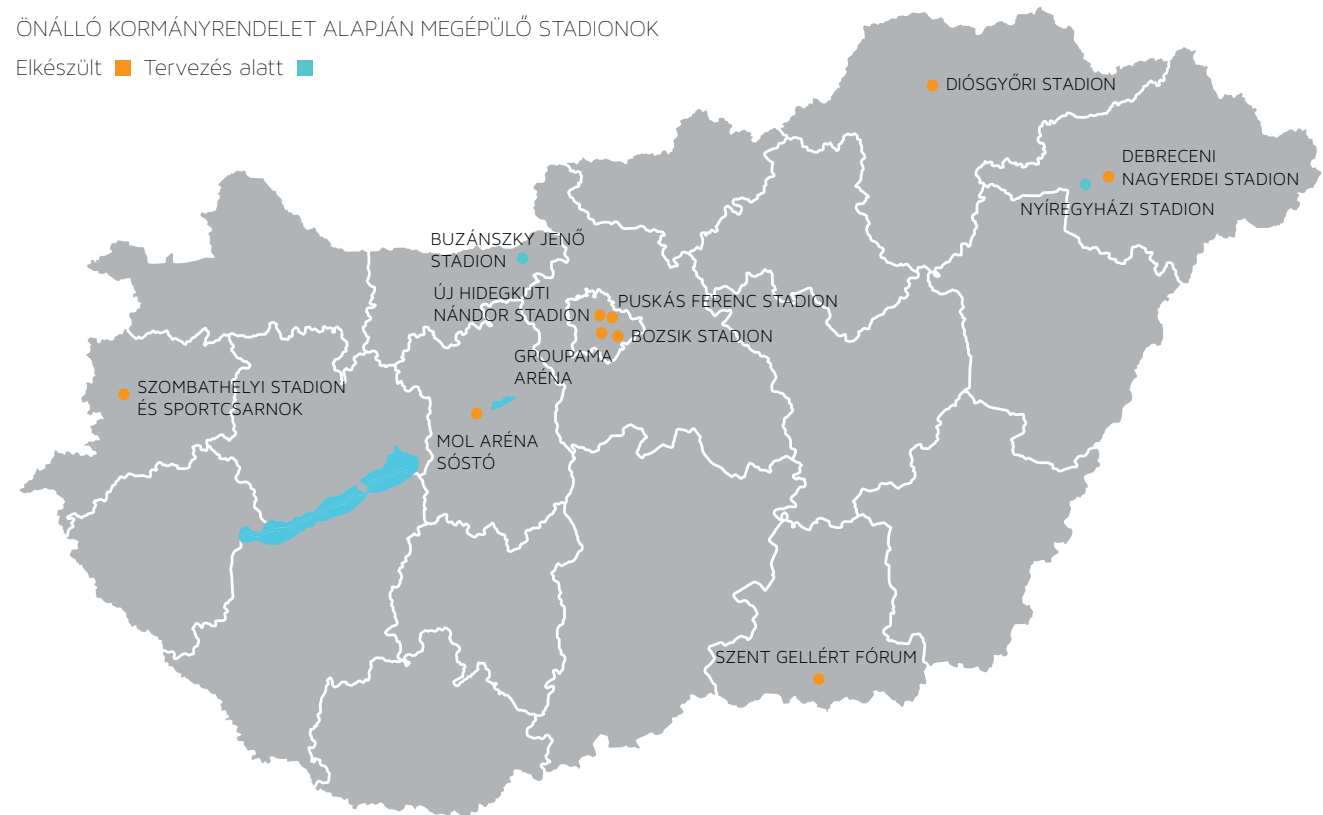 ÖNÁLLÓ KORMÁNYRENDELET ALAPJÁN MEGÉPÜLŐ STADIONOK
Elkészült Tervezés alatt
DIÓSGYŐRI STADION
DEBRECENI
NAGYERDEI STADION
NYÍREGYHÁZI STADION
BUZÁNSZKY JENŐ
STADION
ÚJ HIDEGKUTI
NÁNDOR STADION
PUSKÁS FERENC STADION
BOZSIK STADION
GROUPAMA
ARÉNA
SZOMBATHELYI STADION
ÉS SPORTCSARNOK
MOL ARÉNA
SÓSTÓ
SZENT GELLÉRT FÓRUM